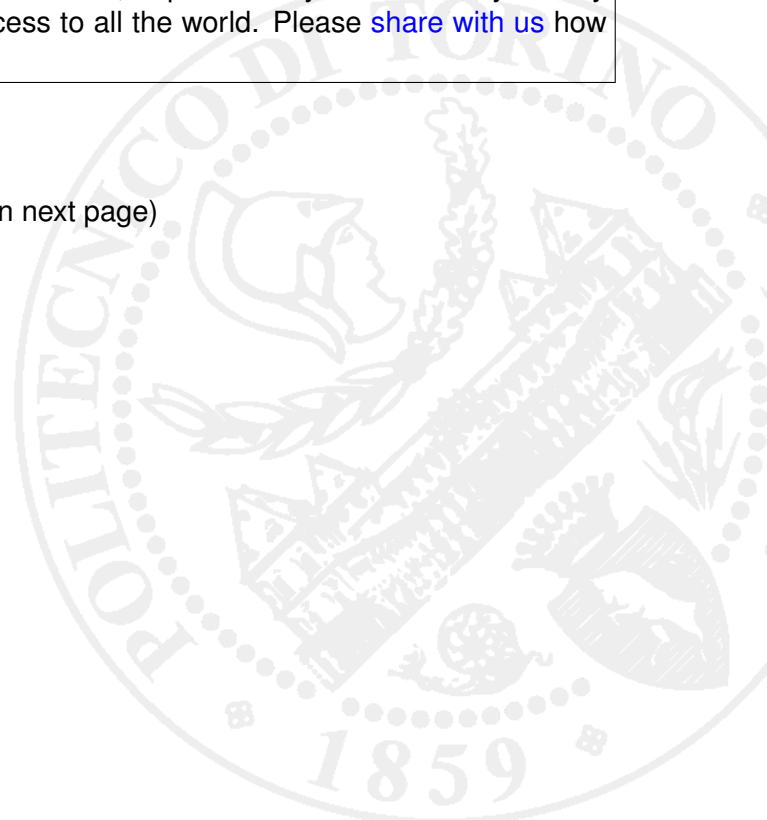 cess to all the world. Please share with us how
n next page)
POLITECNICO DI TORINO
1859